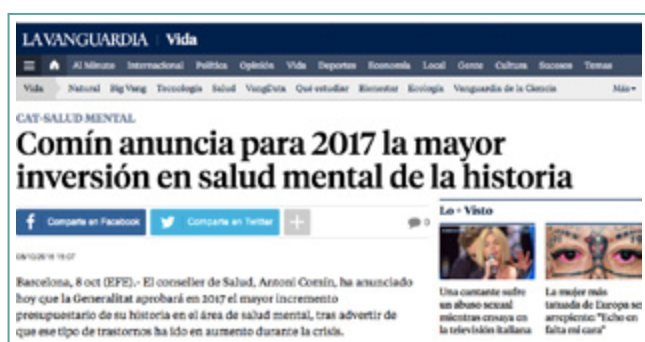 LAVANGUARDIA | Vida
Al Minuto Internacional Política Opinión Vida Deportes Economía Local Gente Cultura Sucesos Temas
Vida Natural Big Vang Tecnología Salud VangData Qué estudiar Bienestar Ecología Vanguardia de la Ciencia Más
CAT-SALUD MENTAL
Comín anuncia para 2017 la mayor
inversión en salud mental de la historia
Comparte en Facebook Comparte en Twitter + 0
Lo + Visto
Barcelona, 8 oct (EFE).- El conseller de Salud, Antoni Comín, ha anunciado
hoy que la Generalitat aprobará en 2017 el mayor incremento
presupuestario de su historia en el área de salud mental, tras advertir de
que ese tipo de trastornos ha ido en aumento durante la crisis.
Una cantante sufre
un abuso sexual
mientras ensaya en
la televisión italiana
La mujer más
tatuada de Europa se
arrepiente: "Echo en
falta mi cara"